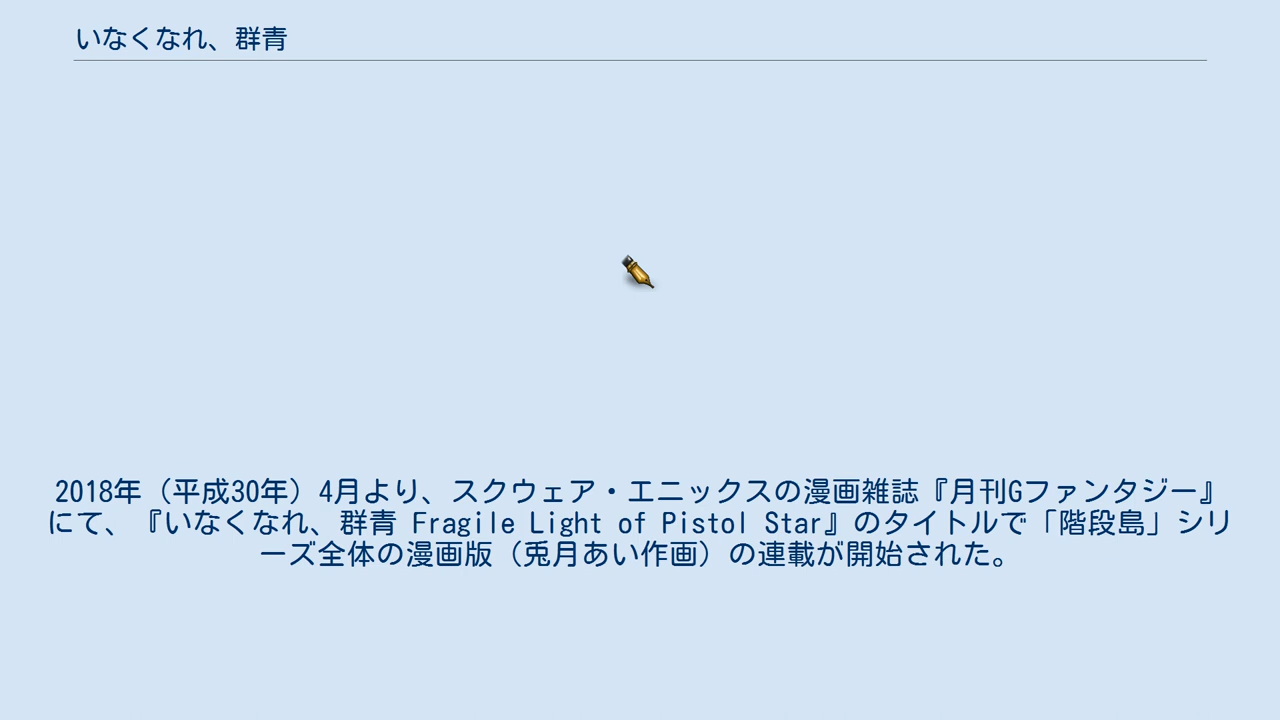 いなくなれ、群青
2018年（平成30年）4月より、スクウェア・エニックスの漫画雑誌『月刊Gファンタジー』
にて、『いなくなれ、群青 Fragile Light of Pistol Star』のタイトルで「階段島」シリ
ーズ全体の漫画版（兎月あい作画）の連載が開始された。